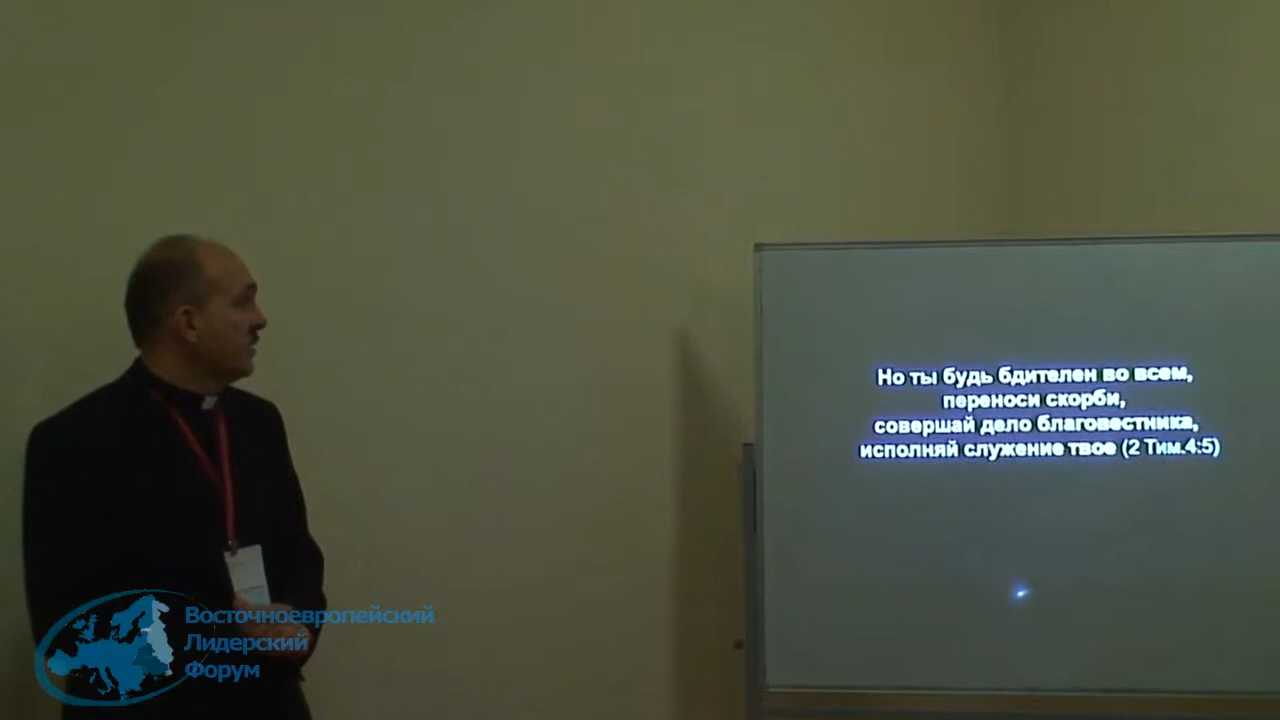 Но ты будь бдителен во всем,
переноси скорби,
совершай дело благовестника,
исполняй служение твое (2 Тим.4:5)
Восточноевропейский
Лидерский
Форум